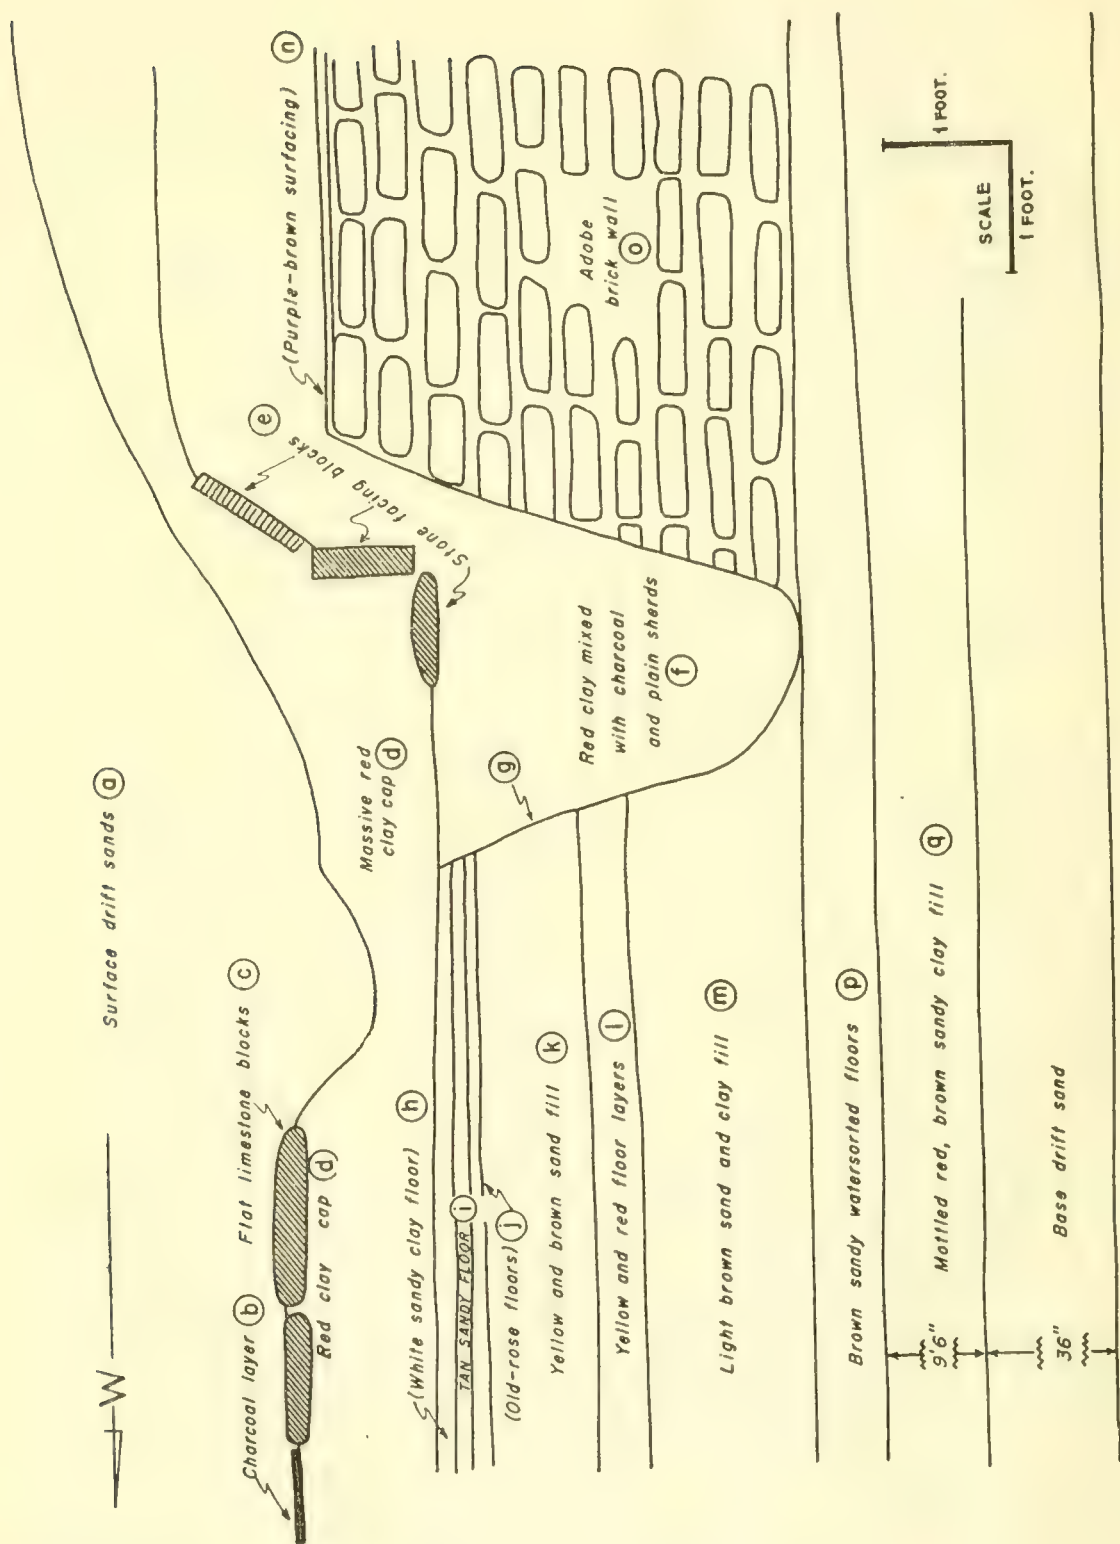 W
Surface drift sands (a)
Charcoal layer (b)
Flat limestone blocks (c)
Red clay cap (d)
Massive red
clay cap (d)
Stone facing blocks (e)
(Purple-brown surfacing) (n)
(White sandy clay floor) (h)
TAN SANDY FLOOR (i)
(Old-rose floors) (j)
(g)
Yellow and brown sand fill (k)
Yellow and red floor layers (l)
Red clay mixed
with charcoal
and plain sherds
(f)
Adobe
brick wall
(o)
Light brown sand and clay fill (m)
Brown sandy watersorted floors (p)
Mottled red, brown sandy clay fill (q)
9'6"
Base drift sand
36"
SCALE
1 FOOT.
1 FOOT.